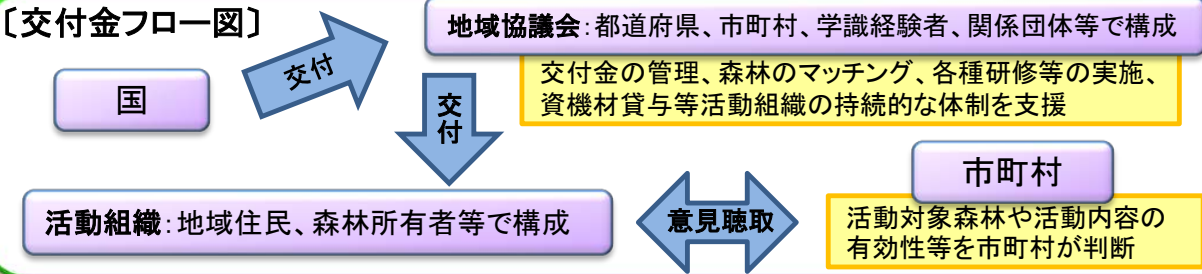 〔交付金フロー図〕
国
交付
地域協議会：都道府県、市町村、学識経験者、関係団体等で構成
交付金の管理、森林のマッチング、各種研修等の実施、
資機材貸与等活動組織の持続的な体制を支援
交付
活動組織：地域住民、森林所有者等で構成
意見聴取
市町村
活動対象森林や活動内容の
有効性等を市町村が判断